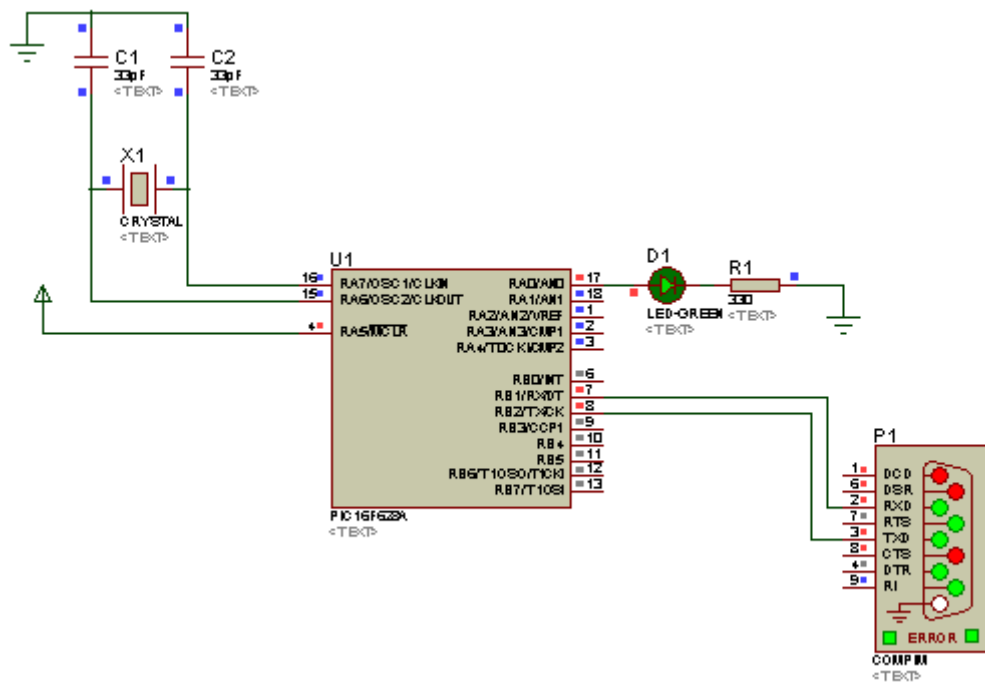 C1
33pF
<TEXT>
C2
33pF
<TEXT>
X1
CRYSTAL
<TEXT>
U1
16 RA7/OSC1/CLKIN
15 RA6/OSC2/CLKOUT
4 RA5/MCLR
RA0/AN0 17
RA1/AN1 18
RA2/AN2/VREF 1
RA3/AN3/CMP1 2
RA4/T0CKI/CMP2 3
RB0/INT 6
RB1/RX/DT 7
RB2/TX/CK 8
RB3/CCP1 9
RB4 10
RB5 11
RB6/T1OSO/T1CKI 12
RB7/T1OSI 13
PIC16F628A
<TEXT>
D1
LED-GREEN
<TEXT>
R1
330
<TEXT>
P1
1 DCD
6 DSR
2 RXD
7 RTS
3 TXD
8 CTS
4 DTR
9 RI
ERROR
COMPIM
<TEXT>